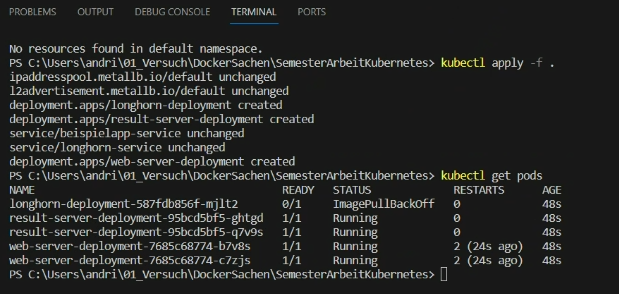 PROBLEMS OUTPUT DEBUG CONSOLE TERMINAL PORTS
No resources found in default namespace.
PS C:\Users\andri\01_Versuch\DockerSachen\SemesterArbeitKubernetes> kubectl apply -f .
ipaddresspool.metallb.io/default unchanged
l2advertisement.metallb.io/default unchanged
deployment.apps/longhorn-deployment created
deployment.apps/result-server-deployment created
service/beispielapp-service unchanged
service/longhorn-service unchanged
deployment.apps/web-server-deployment created
PS C:\Users\andri\01_Versuch\DockerSachen\SemesterArbeitKubernetes> kubectl get pods
NAME READY STATUS RESTARTS AGE
longhorn-deployment-587fdb856f-mjlt2 0/1 ImagePullBackOff 0 48s
result-server-deployment-95bcd5bf5-ghtgd 1/1 Running 0 48s
result-server-deployment-95bcd5bf5-q7v9s 1/1 Running 0 48s
web-server-deployment-7685c68774-b7v8s 1/1 Running 2 (24s ago) 48s
web-server-deployment-7685c68774-c7zjs 1/1 Running 2 (24s ago) 48s
PS C:\Users\andri\01_Versuch\DockerSachen\SemesterArbeitKubernetes>